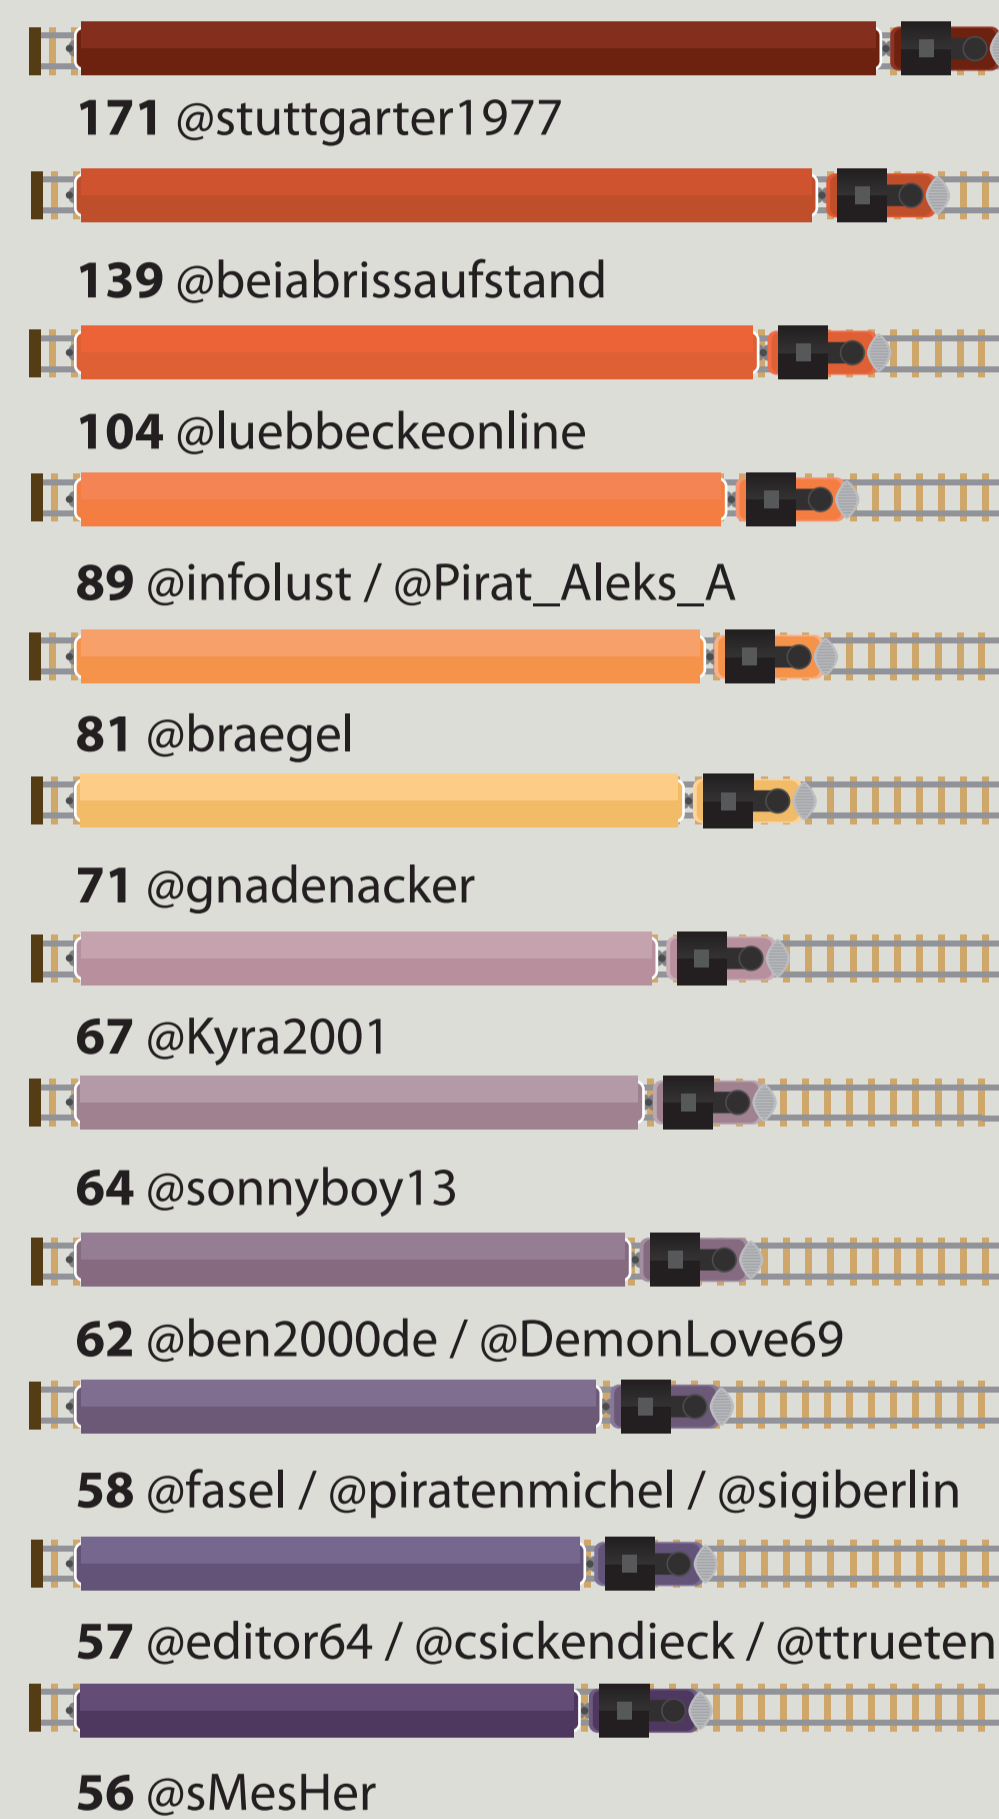 171 @stuttgarter1977
139 @beiabrissaufstand
104 @luebbeckeonline
89 @infolust / @Pirat_Aleks_A
81 @braegel
71 @gnadenacker
67 @Kyra2001
64 @sonnyboy13
62 @ben2000de / @DemonLove69
58 @fasel / @piratenmichel / @sigiberlin
57 @editor64 / @csickendieck / @ttrueten
56 @sMesHer